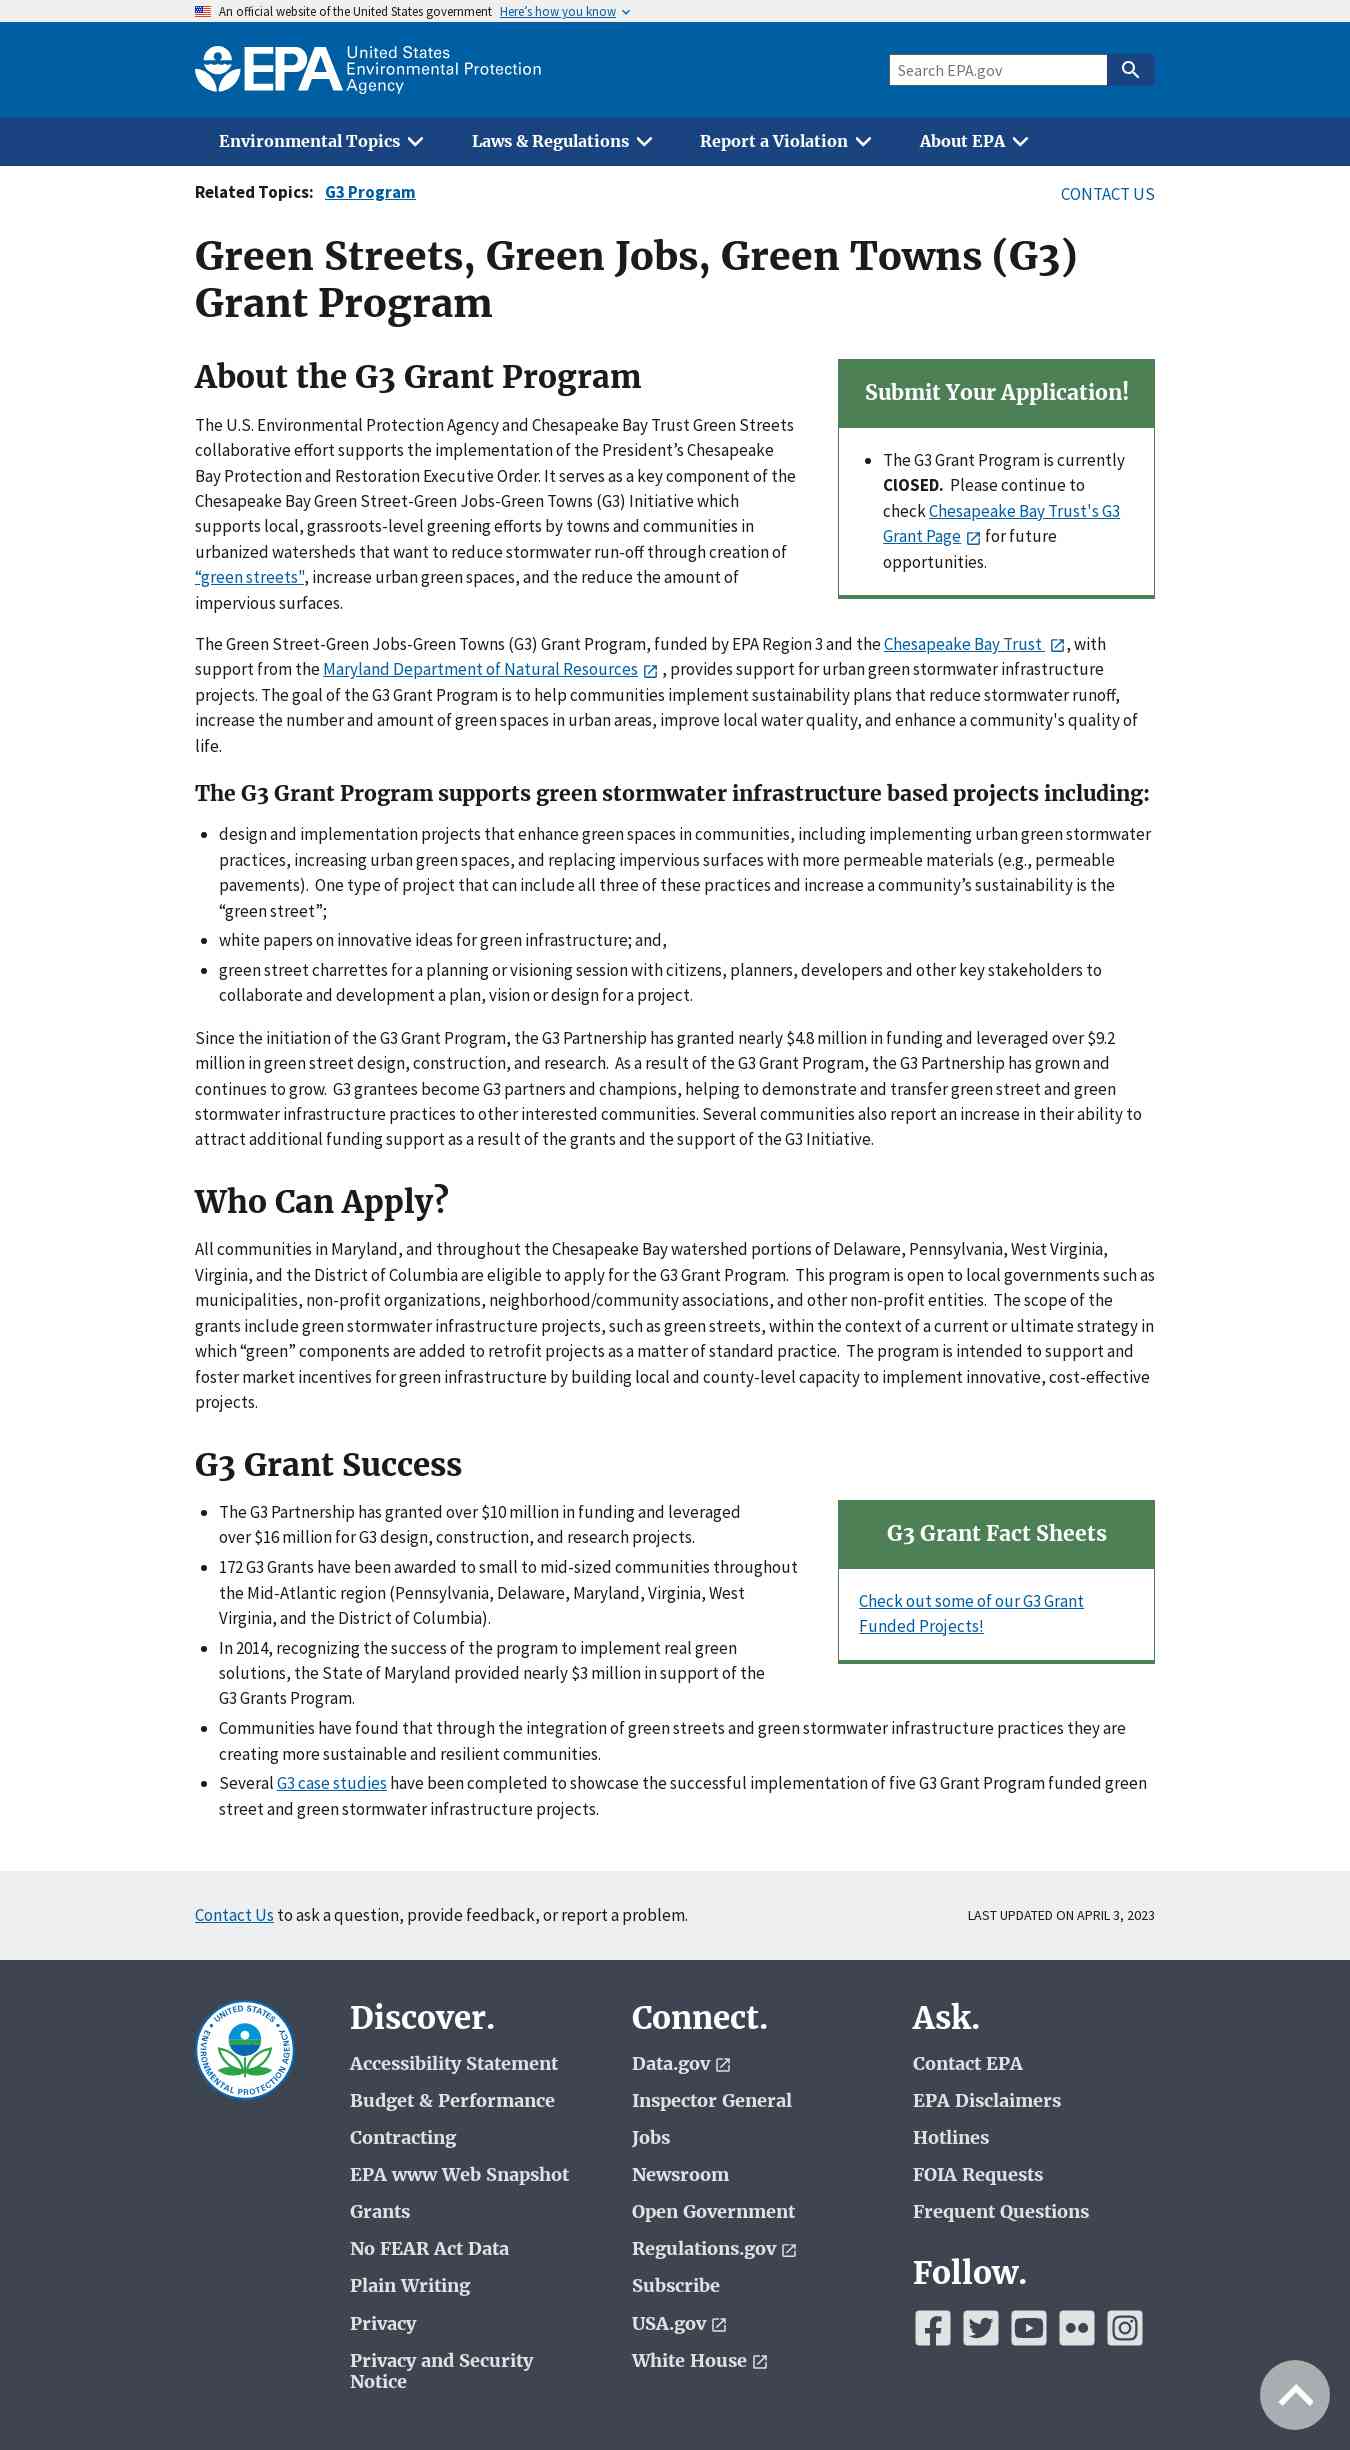 An official website of the United States government Here’s how you know
EPA United States
Environmental Protection
Agency
Search EPA.gov
Environmental Topics Laws & Regulations Report a Violation About EPA
Related Topics: G3 Program
CONTACT US
Green Streets, Green Jobs, Green Towns (G3)
Grant Program
About the G3 Grant Program
The U.S. Environmental Protection Agency and Chesapeake Bay Trust Green Streets
collaborative effort supports the implementation of the President’s Chesapeake
Bay Protection and Restoration Executive Order. It serves as a key component of the
Chesapeake Bay Green Street-Green Jobs-Green Towns (G3) Initiative which
supports local, grassroots-level greening efforts by towns and communities in
urbanized watersheds that want to reduce stormwater run-off through creation of
“green streets", increase urban green spaces, and the reduce the amount of
impervious surfaces.
Submit Your Application!
The G3 Grant Program is currently
ClOSED. Please continue to
check Chesapeake Bay Trust's G3
Grant Page for future
opportunities.
The Green Street-Green Jobs-Green Towns (G3) Grant Program, funded by EPA Region 3 and the Chesapeake Bay Trust , with
support from the Maryland Department of Natural Resources , provides support for urban green stormwater infrastructure
projects. The goal of the G3 Grant Program is to help communities implement sustainability plans that reduce stormwater runoff,
increase the number and amount of green spaces in urban areas, improve local water quality, and enhance a community's quality of
life.
The G3 Grant Program supports green stormwater infrastructure based projects including:
design and implementation projects that enhance green spaces in communities, including implementing urban green stormwater
practices, increasing urban green spaces, and replacing impervious surfaces with more permeable materials (e.g., permeable
pavements). One type of project that can include all three of these practices and increase a community’s sustainability is the
“green street”;
white papers on innovative ideas for green infrastructure; and,
green street charrettes for a planning or visioning session with citizens, planners, developers and other key stakeholders to
collaborate and development a plan, vision or design for a project.
Since the initiation of the G3 Grant Program, the G3 Partnership has granted nearly $4.8 million in funding and leveraged over $9.2
million in green street design, construction, and research. As a result of the G3 Grant Program, the G3 Partnership has grown and
continues to grow. G3 grantees become G3 partners and champions, helping to demonstrate and transfer green street and green
stormwater infrastructure practices to other interested communities. Several communities also report an increase in their ability to
attract additional funding support as a result of the grants and the support of the G3 Initiative.
Who Can Apply?
All communities in Maryland, and throughout the Chesapeake Bay watershed portions of Delaware, Pennsylvania, West Virginia,
Virginia, and the District of Columbia are eligible to apply for the G3 Grant Program. This program is open to local governments such as
municipalities, non-profit organizations, neighborhood/community associations, and other non-profit entities. The scope of the
grants include green stormwater infrastructure projects, such as green streets, within the context of a current or ultimate strategy in
which “green” components are added to retrofit projects as a matter of standard practice. The program is intended to support and
foster market incentives for green infrastructure by building local and county-level capacity to implement innovative, cost-effective
projects.
G3 Grant Success
The G3 Partnership has granted over $10 million in funding and leveraged
over $16 million for G3 design, construction, and research projects.
172 G3 Grants have been awarded to small to mid-sized communities throughout
the Mid-Atlantic region (Pennsylvania, Delaware, Maryland, Virginia, West
Virginia, and the District of Columbia).
In 2014, recognizing the success of the program to implement real green
solutions, the State of Maryland provided nearly $3 million in support of the
G3 Grants Program.
G3 Grant Fact Sheets
Check out some of our G3 Grant
Funded Projects!
Communities have found that through the integration of green streets and green stormwater infrastructure practices they are
creating more sustainable and resilient communities.
Several G3 case studies have been completed to showcase the successful implementation of five G3 Grant Program funded green
street and green stormwater infrastructure projects.
Contact Us to ask a question, provide feedback, or report a problem.
LAST UPDATED ON APRIL 3, 2023
UNITED STATES
ENVIRONMENTAL PROTECTION AGENCY
Discover.
Accessibility Statement
Budget & Performance
Contracting
EPA www Web Snapshot
Grants
No FEAR Act Data
Plain Writing
Privacy
Privacy and Security
Notice
Connect.
Data.gov
Inspector General
Jobs
Newsroom
Open Government
Regulations.gov
Subscribe
USA.gov
White House
Ask.
Contact EPA
EPA Disclaimers
Hotlines
FOIA Requests
Frequent Questions
Follow.